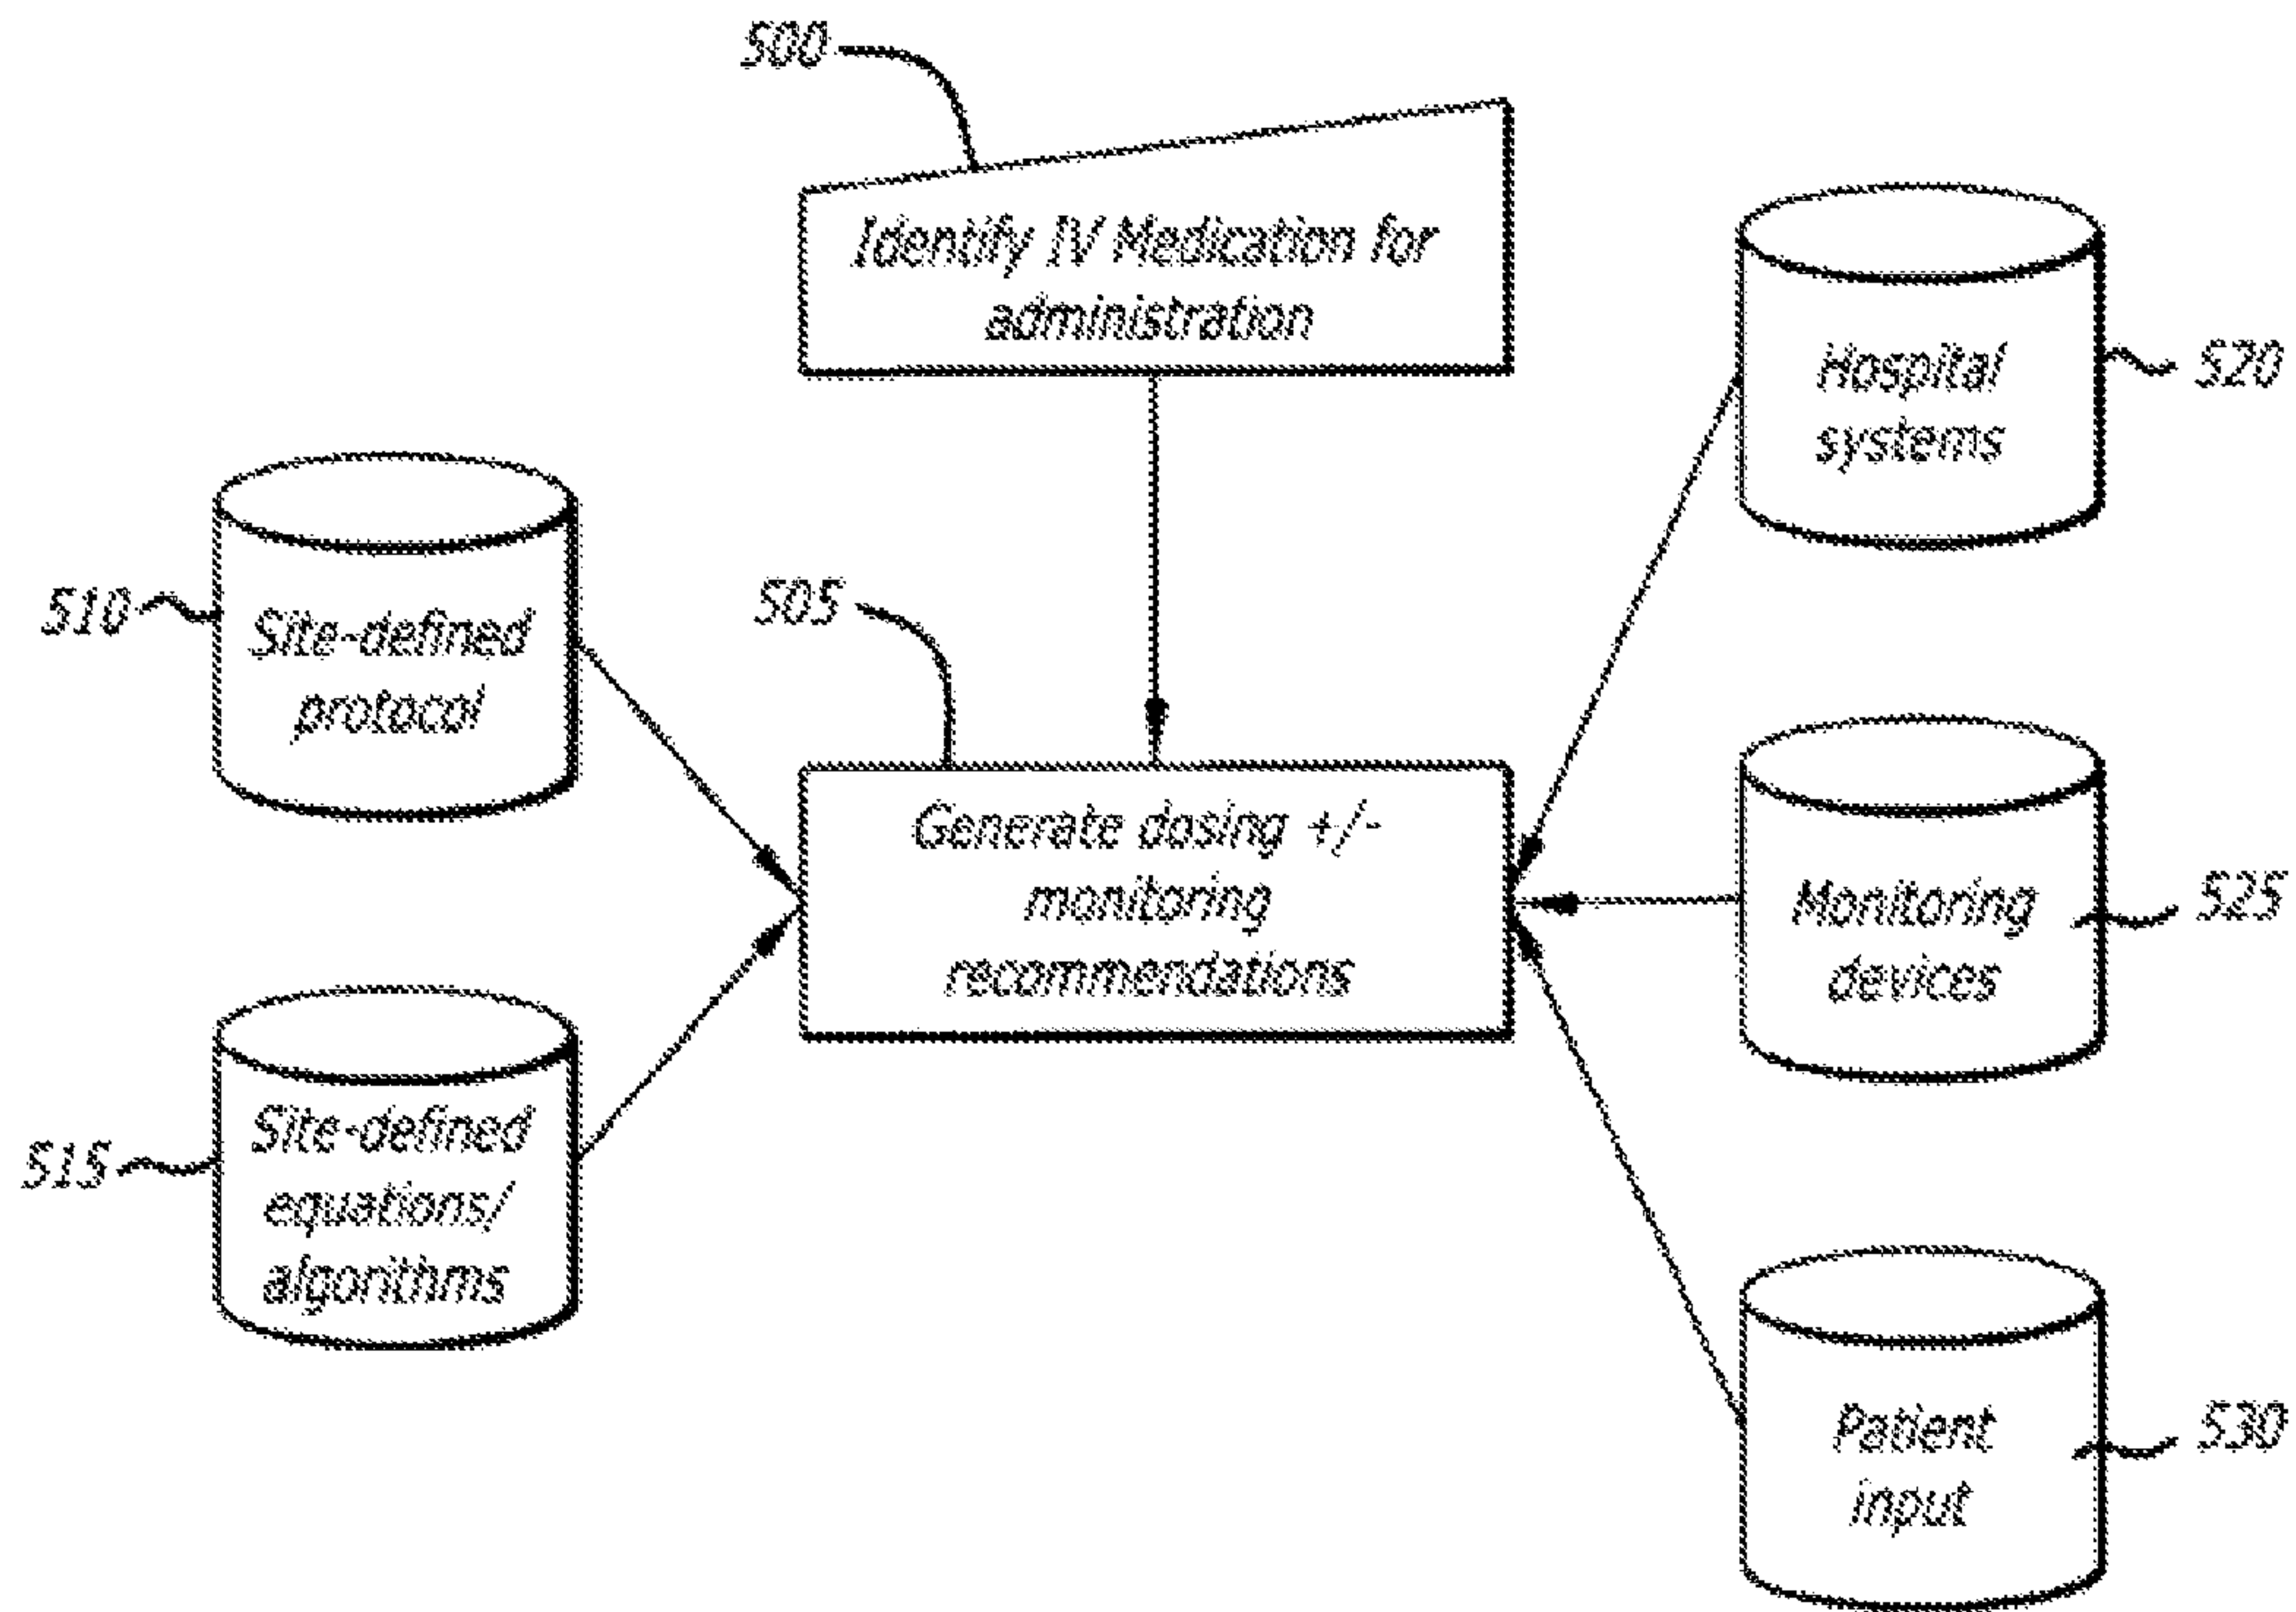 500
Identify IV Medication for
administration
Hospital
systems
520
510
Site-defined
protocol
505
Generate dosing +/-
monitoring
recommendations
Monitoring
devices
525
515
Site-defined
equations/
algorithms
Patient
input
530